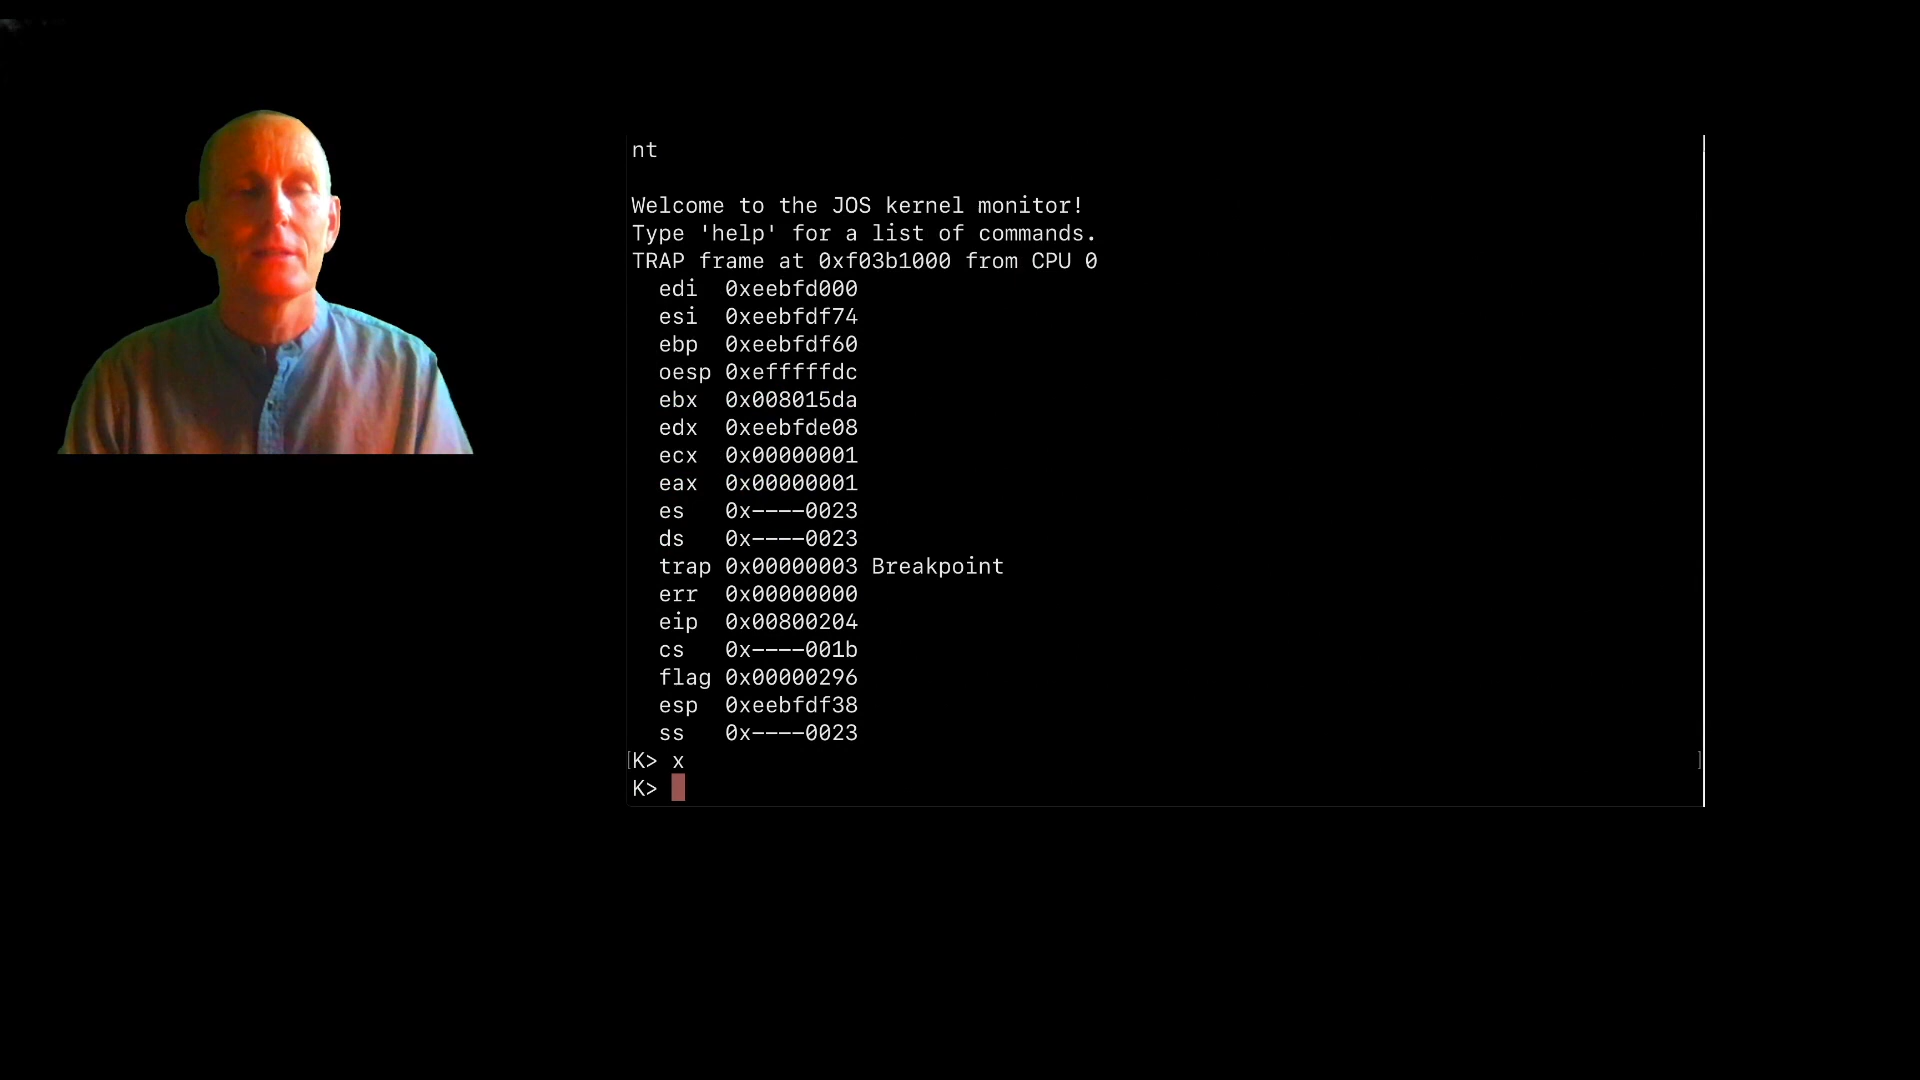 nt
Welcome to the JOS kernel monitor!
Type 'help' for a list of commands.
TRAP frame at 0xf03b1000 from CPU 0
edi 0xeebfd000
esi 0xeebfdf74
ebp 0xeebfdf60
oesp 0xefffffdc
ebx 0x008015da
edx 0xeebfde08
ecx 0x00000001
eax 0x00000001
es 0x----0023
ds 0x----0023
trap 0x00000003 Breakpoint
err 0x00000000
eip 0x00800204
cs 0x----001b
flag 0x00000296
esp 0xeebfdf38
ss 0x----0023
[K> x ]
K>